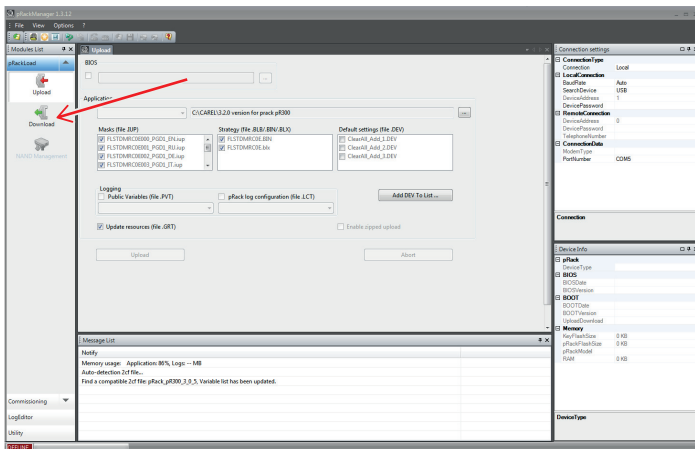 pRackManager 1.3.12
File View Options ?
Modules List
pRackLoad
Upload
Download
NAND Management
Commissioning
LogEditor
Utility
OFFLINE
Upload
BIOS
...
Application
C:\CAREL\3.2.0 version for prack pR300
...
Masks (file .IUP)
FLSTDMRC0E000_PGD1_EN.iup
FLSTDMRC0E001_PGD1_RU.iup
FLSTDMRC0E002_PGD1_DE.iup
FLSTDMRC0E003_PGD1_IT.iup
Strategy (file .BLB/.BIN/.BLX)
FLSTDMRC0E.BIN
FLSTDMRC0E.blx
Default settings (file .DEV)
ClearAll_Add_1.DEV
ClearAll_Add_2.DEV
ClearAll_Add_3.DEV
Logging
Public Variables (file .PVT)
pRack log configuration (file .LCT)
Add DEV To List ...
Update resources (file .GRT)
Enable zipped upload
Upload
Abort
Message List
Notify
Memory usage: Application: 86%, Logs: -- MB
Auto-detection 2cf file...
Find a compatible 2cf file: pRack_pR300_3_0_5, Variable list has been updated.
Connection settings
ConnectionType
Connection Local
LocalConnection
BaudRate Auto
SearchDevice USB
DeviceAddress 1
DevicePassword
RemoteConnection
DeviceAddress 0
DevicePassword
TelephoneNumber
ConnectionData
ModemType
PortNumber COM5
Connection
Device Info
pRack
DeviceType
BIOS
BIOSDate
BIOSVersion
BOOT
BOOTDate
BOOTVersion
UploadDownload
Memory
KeyFlashSize 0 KB
pRackFlashSize 0 KB
pRackModel
RAM 0 KB
DeviceType